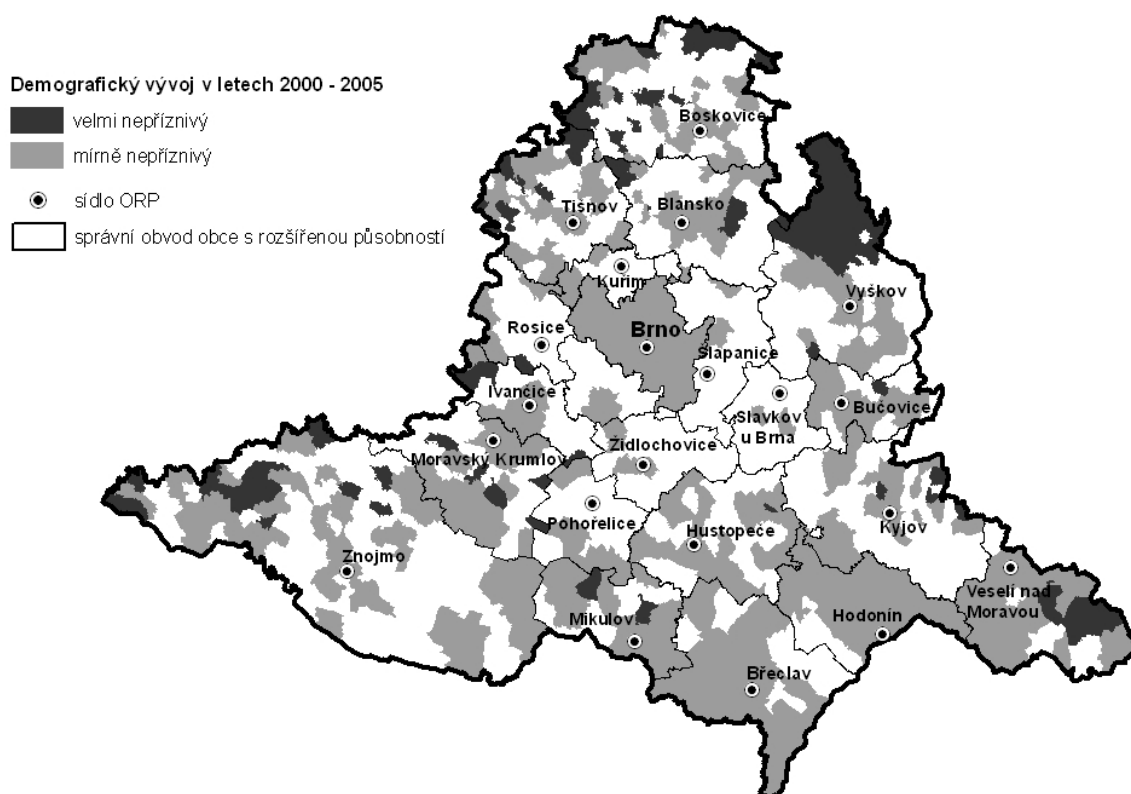 Demografický vývoj v letech 2000 - 2005
velmi nepříznivý
mírně nepříznivý
sídlo ORP
správní obvod obce s rozšířenou působností
Boskovice
Tišnov
Blansko
Kuřim
Vyškov
Rosice
Brno
Šlapanice
Ivančice
Slavkov
u Brna
Bučovice
Moravský Krumlov
Židlochovice
Pohořelice
Hustopeče
Kyjov
Znojmo
Veselí nad
Moravou
Mikulov
Hodonín
Břeclav